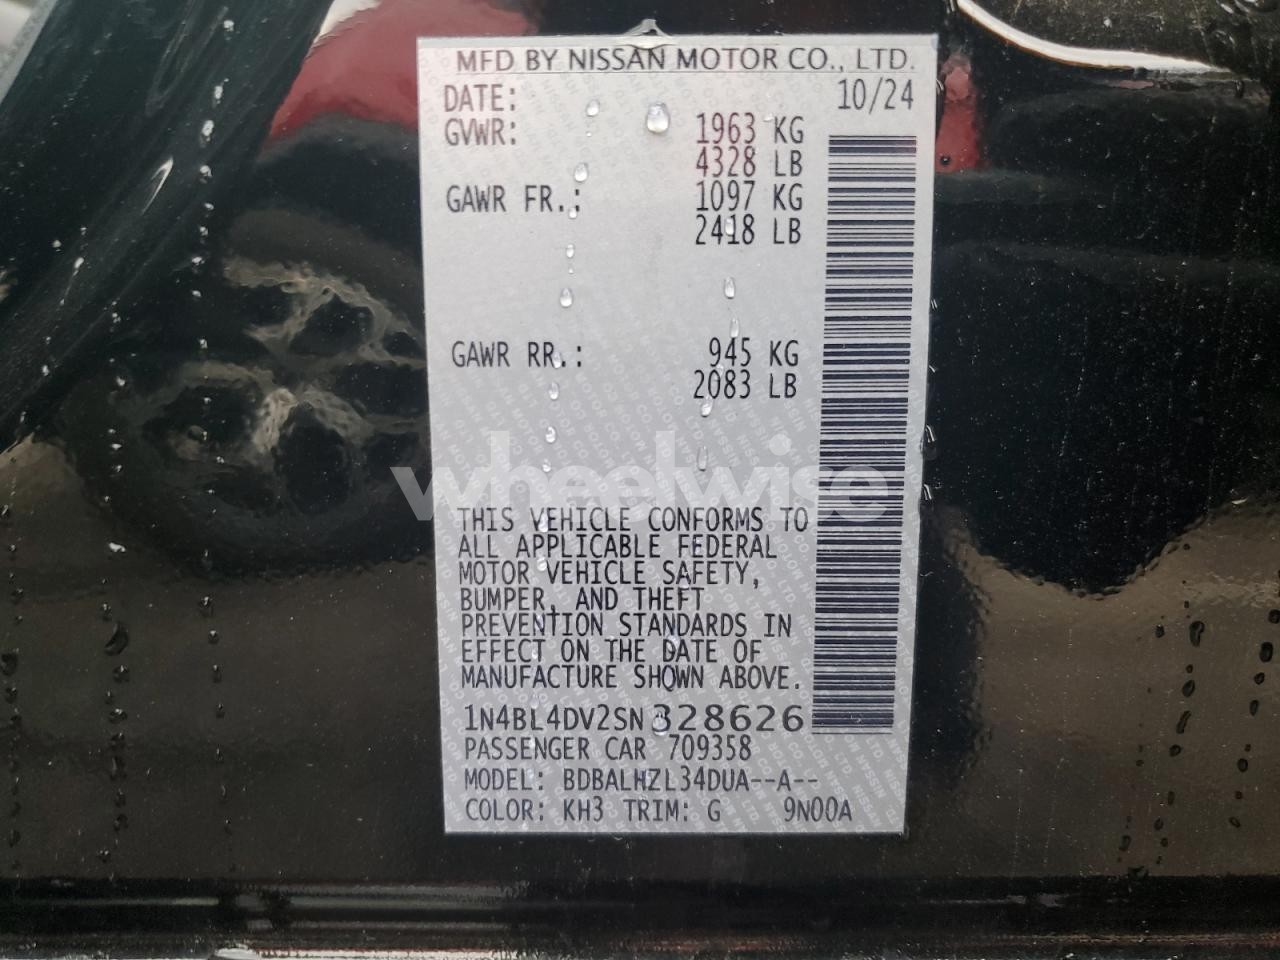 MFD BY NISSAN MOTOR CO., LTD.
DATE: 10/24
GVWR: 1963 KG
4328 LB
GAWR FR.: 1097 KG
2418 LB
GAWR RR.: 945 KG
2083 LB
wheelwise
THIS VEHICLE CONFORMS TO
ALL APPLICABLE FEDERAL
MOTOR VEHICLE SAFETY,
BUMPER, AND THEFT
PREVENTION STANDARDS IN
EFFECT ON THE DATE OF
MANUFACTURE SHOWN ABOVE.
1N4BL4DV2SN328626
PASSENGER CAR 709358
MODEL: BDBALHZL34DUA--A--
COLOR: KH3 TRIM: G 9N00A